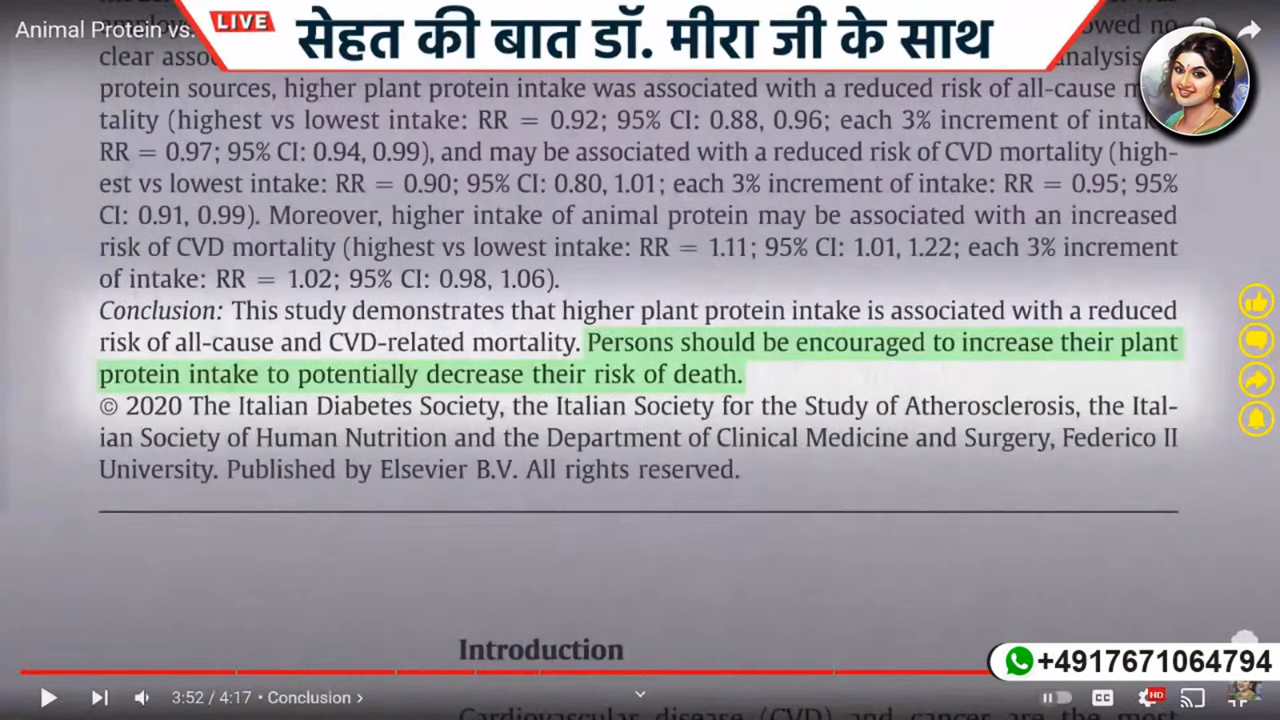 Animal Protein vs.
LIVE
सेहत की बात डॉ. मीरा जी के साथ
owed no
clear asso
analysis
protein sources, higher plant protein intake was associated with a reduced risk of all-cause m
tality (highest vs lowest intake: RR = 0.92; 95% CI: 0.88, 0.96; each 3% increment of inta
RR = 0.97; 95% CI: 0.94, 0.99), and may be associated with a reduced risk of CVD mortality (high-
est vs lowest intake: RR = 0.90; 95% CI: 0.80, 1.01; each 3% increment of intake: RR = 0.95; 95%
CI: 0.91, 0.99). Moreover, higher intake of animal protein may be associated with an increased
risk of CVD mortality (highest vs lowest intake: RR = 1.11; 95% CI: 1.01, 1.22; each 3% increment
of intake: RR = 1.02; 95% CI: 0.98, 1.06).
Conclusion: This study demonstrates that higher plant protein intake is associated with a reduced
risk of all-cause and CVD-related mortality. Persons should be encouraged to increase their plant
protein intake to potentially decrease their risk of death.
© 2020 The Italian Diabetes Society, the Italian Society for the Study of Atherosclerosis, the Ital-
ian Society of Human Nutrition and the Department of Clinical Medicine and Surgery, Federico II
University. Published by Elsevier B.V. All rights reserved.
Introduction
+4917671064794
3:52 / 4:17 • Conclusion >
CC
HD
Cardiovascular disease (CVD) and cancer are the m